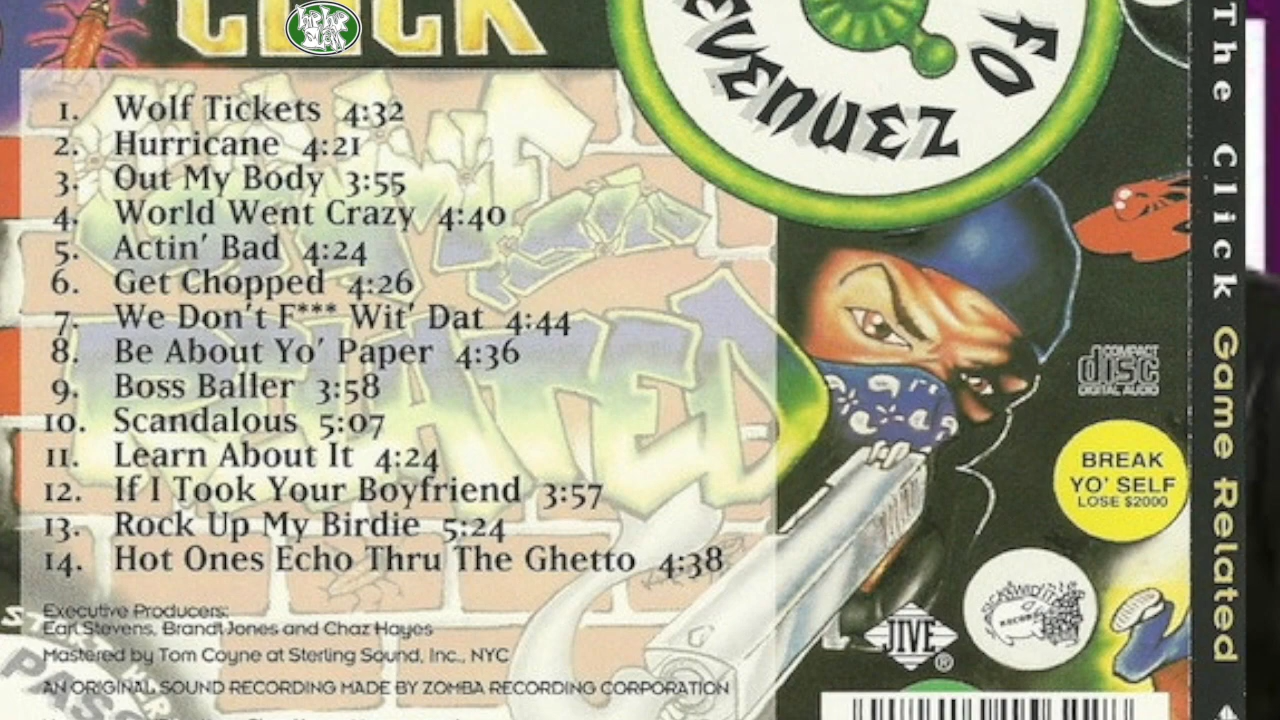 CLICK
1. Wolf Tickets 4:32
2. Hurricane 4:21
3. Out My Body 3:55
4. World Went Crazy 4:40
5. Actin' Bad 4:24
6. Get Chopped 4:26
7. We Don't F*** Wit' Dat 4:44
8. Be About Yo' Paper 4:36
9. Boss Baller 3:58
10. Scandalous 5:07
11. Learn About It 4:24
12. If I Took Your Boyfriend 3:57
13. Rock Up My Birdie 5:24
14. Hot Ones Echo Thru The Ghetto 4:38
Executive Producers:
Earl Stevens, Brandt Jones and Chaz Hayes
Mastered by Tom Coyne at Sterling Sound, Inc., NYC
AN ORIGINAL SOUND RECORDING MADE BY ZOMBA RECORDING CORPORATION
GAME
RELATED
FO
COMPACT
disc
DIGITAL AUDIO
BREAK
YO' SELF
LOSE $2000
JIVE
®
RECORDS
PASS
The Click Game Related